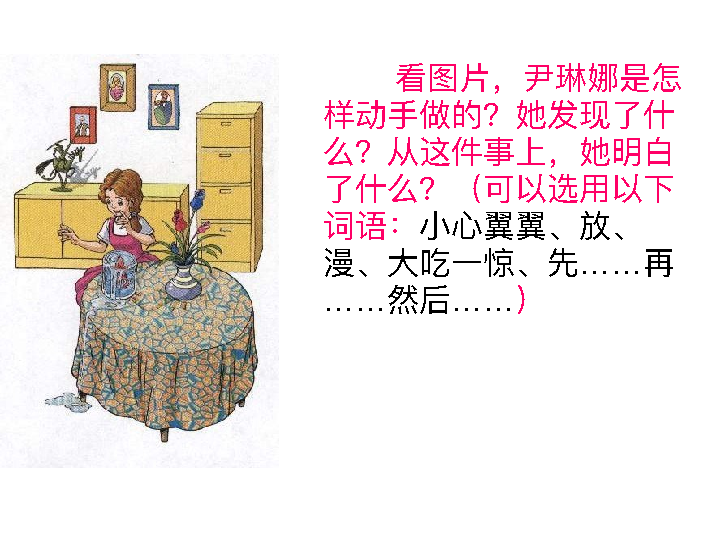 看图片，尹琳娜是怎
样动手做的？她发现了什
么？从这件事上，她明白
了什么？（可以选用以下
词语：小心翼翼、放、
漫、大吃一惊、先……再
……然后……）